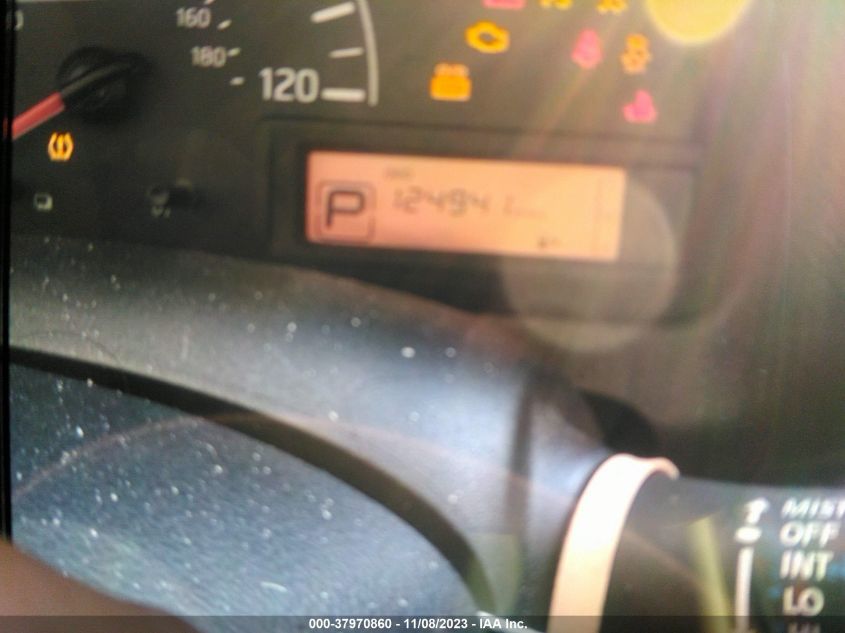 160
180
120
P
124941
MIST
OFF
INT
LO
000-37970860 - 11/08/2023 - IAA Inc.